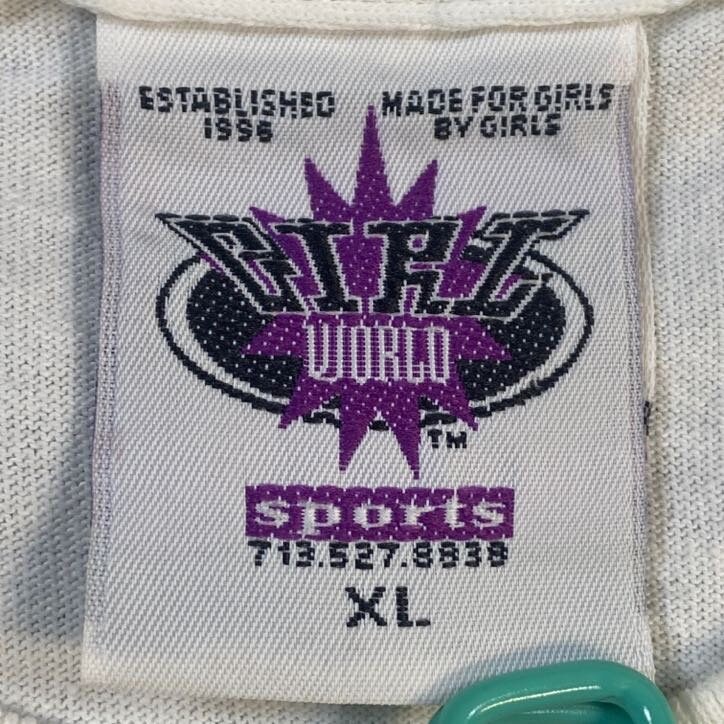 ESTABLISHED
1996
MADE FOR GIRLS
BY GIRLS
GIRL
WORLD
TM
sports
713.527.8838
XL